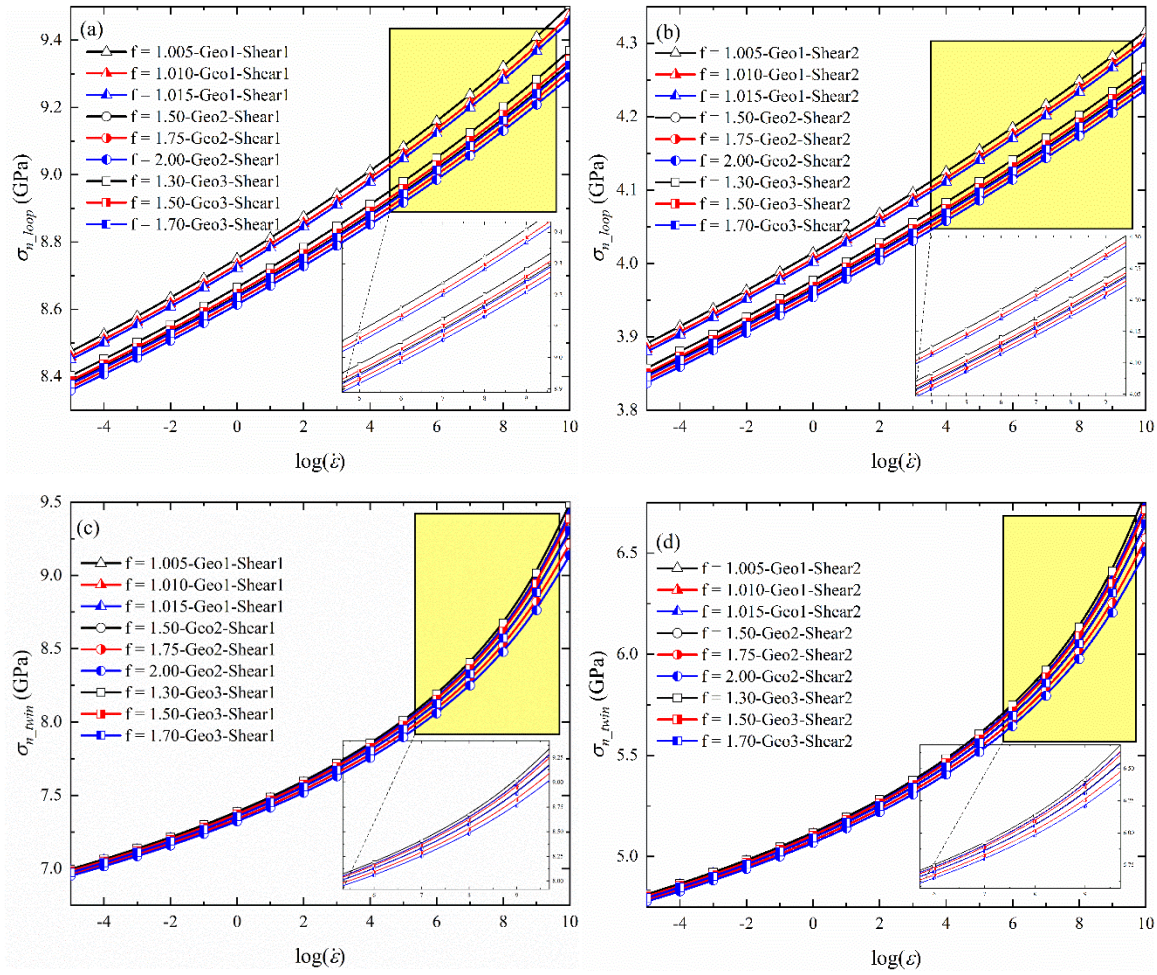 (a)
f = 1.005-Geo1-Shear1
f = 1.010-Geo1-Shear1
f = 1.015-Geo1-Shear1
f = 1.50-Geo2-Shear1
f = 1.75-Geo2-Shear1
f = 2.00-Geo2-Shear1
f = 1.30-Geo3-Shear1
f = 1.50-Geo3-Shear1
f = 1.70-Geo3-Shear1
9.4
9.2
9.0
8.8
8.6
8.4
σn_loop (GPa)
-4 -2 0 2 4 6 8 10
log(ε̇)
(b)
f = 1.005-Geo1-Shear2
f = 1.010-Geo1-Shear2
f = 1.015-Geo1-Shear2
f = 1.50-Geo2-Shear2
f = 1.75-Geo2-Shear2
f = 2.00-Geo2-Shear2
f = 1.30-Geo3-Shear2
f = 1.50-Geo3-Shear2
f = 1.70-Geo3-Shear2
4.3
4.2
4.1
4.0
3.9
3.8
σn_loop (GPa)
-4 -2 0 2 4 6 8 10
log(ε̇)
(c)
f = 1.005-Geo1-Shear1
f = 1.010-Geo1-Shear1
f = 1.015-Geo1-Shear1
f = 1.50-Geo2-Shear1
f = 1.75-Geo2-Shear1
f = 2.00-Geo2-Shear1
f = 1.30-Geo3-Shear1
f = 1.50-Geo3-Shear1
f = 1.70-Geo3-Shear1
9.5
9.0
8.5
8.0
7.5
7.0
σn_twin (GPa)
-4 -2 0 2 4 6 8 10
log(ε̇)
(d)
f = 1.005-Geo1-Shear2
f = 1.010-Geo1-Shear2
f = 1.015-Geo1-Shear2
f = 1.50-Geo2-Shear2
f = 1.75-Geo2-Shear2
f = 2.00-Geo2-Shear2
f = 1.30-Geo3-Shear2
f = 1.50-Geo3-Shear2
f = 1.70-Geo3-Shear2
6.5
6.0
5.5
5.0
σn_twin (GPa)
-4 -2 0 2 4 6 8 10
log(ε̇)